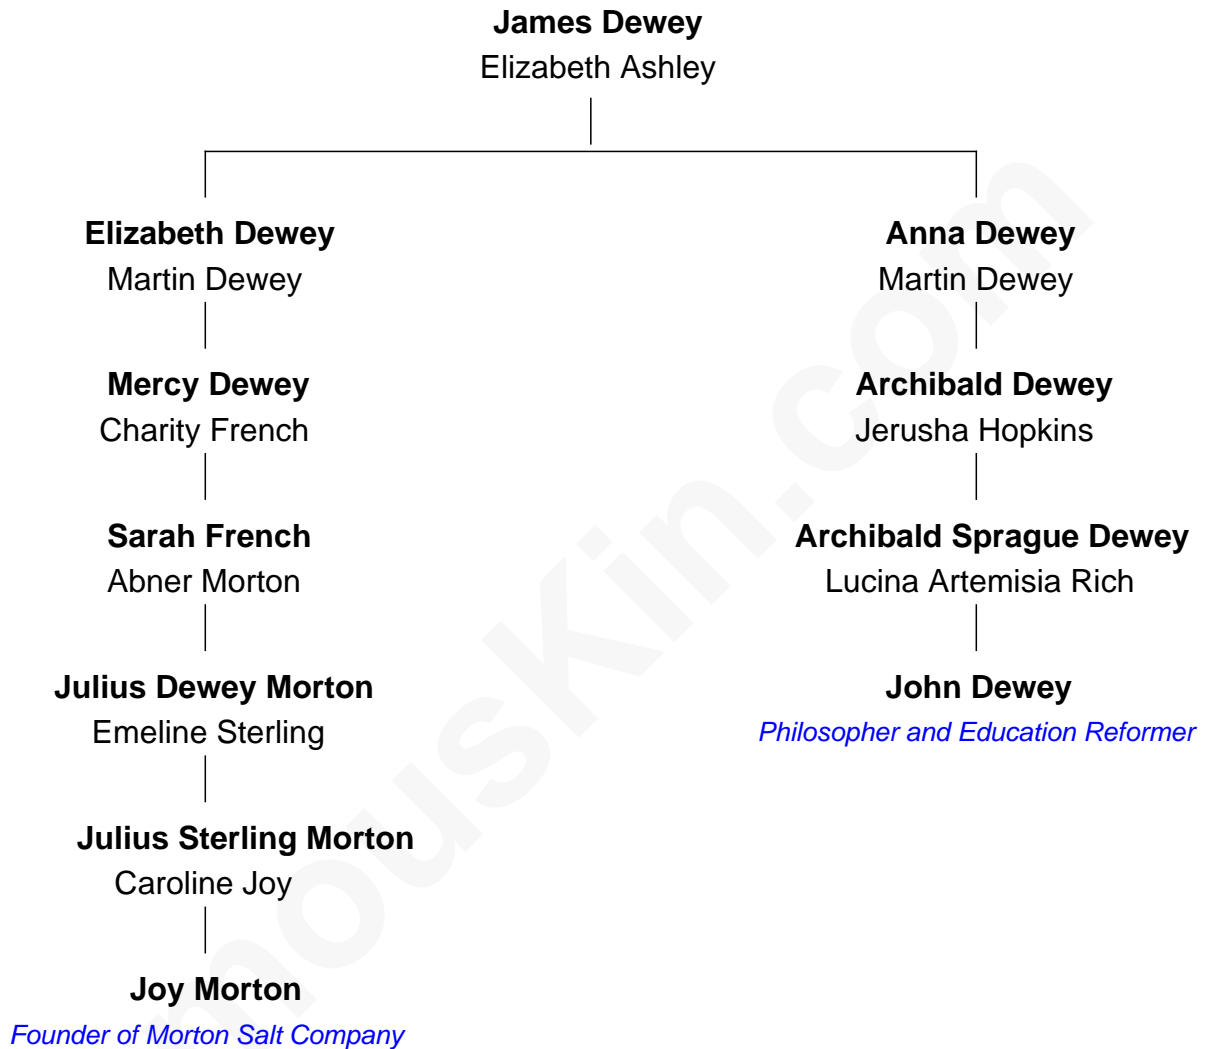 James Dewey
Elizabeth Ashley
Elizabeth Dewey
Martin Dewey
Anna Dewey
Martin Dewey
Mercy Dewey
Charity French
Archibald Dewey
Jerusha Hopkins
Sarah French
Abner Morton
Archibald Sprague Dewey
Lucina Artemisia Rich
Julius Dewey Morton
Emeline Sterling
John Dewey
Philosopher and Education Reformer
Julius Sterling Morton
Caroline Joy
Joy Morton
Founder of Morton Salt Company
mousKin.com